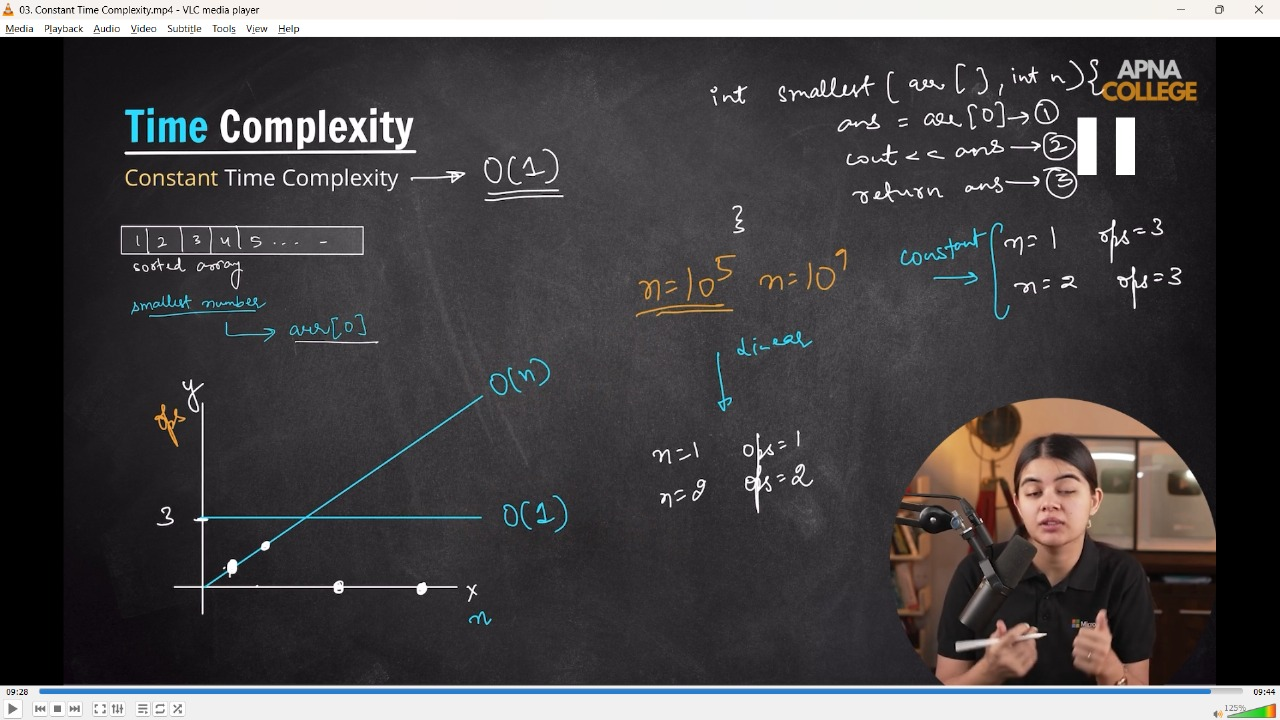 03. Constant Time Complexity.mp4 - VLC media player
Media Playback Audio Video Subtitle Tools View Help
APNA
COLLEGE
int smallest( arr[ ], int n){
ans = arr[0]→①
cout << ans →②
return ans→③
}
Time Complexity
Constant Time Complexity → O(1)
1 2 3 4 5 ... -
sorted array
smallest number
arr[0]
n=10^5 n=10^9
constant
n=1 ops=3
n=2 ops=3
Linear
n=1 ops=1
n=2 ops=2
y
ops
O(n)
3
O(1)
x
n
Micro
09:28
09:44
125%